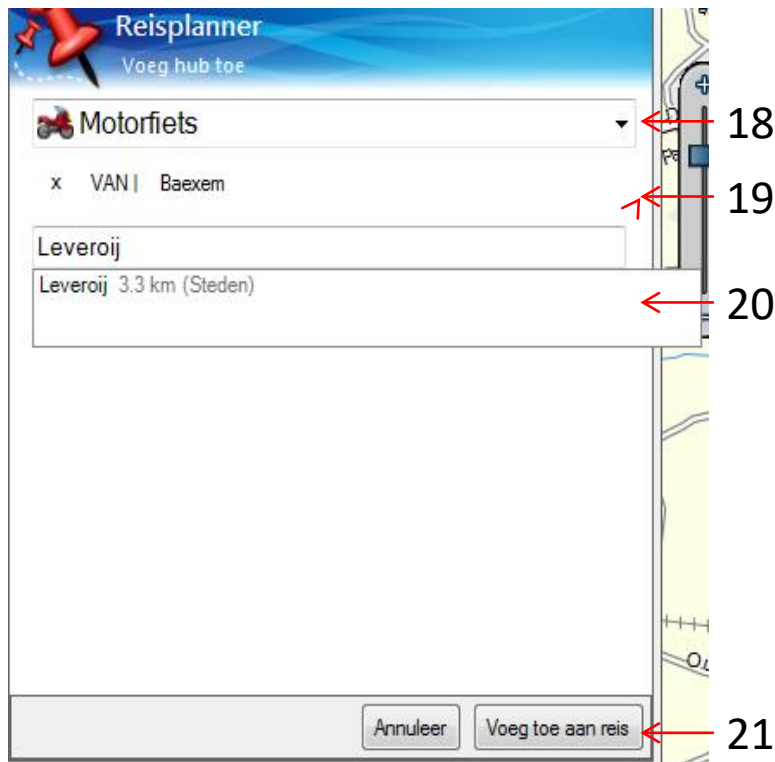 Reisplanner
Voeg hub toe
Motorfiets
18
x VAN | Baexem
19
Leveroij
Leveroij 3.3 km (Steden)
20
Annuleer
Voeg toe aan reis
21